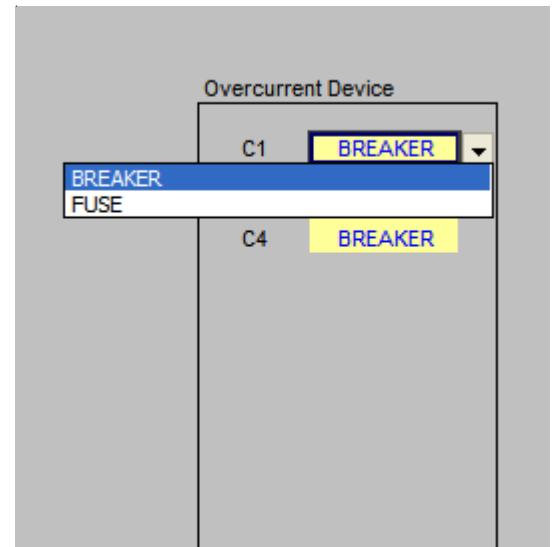 Overcurrent Device
C1 BREAKER
BREAKER
FUSE
C4 BREAKER